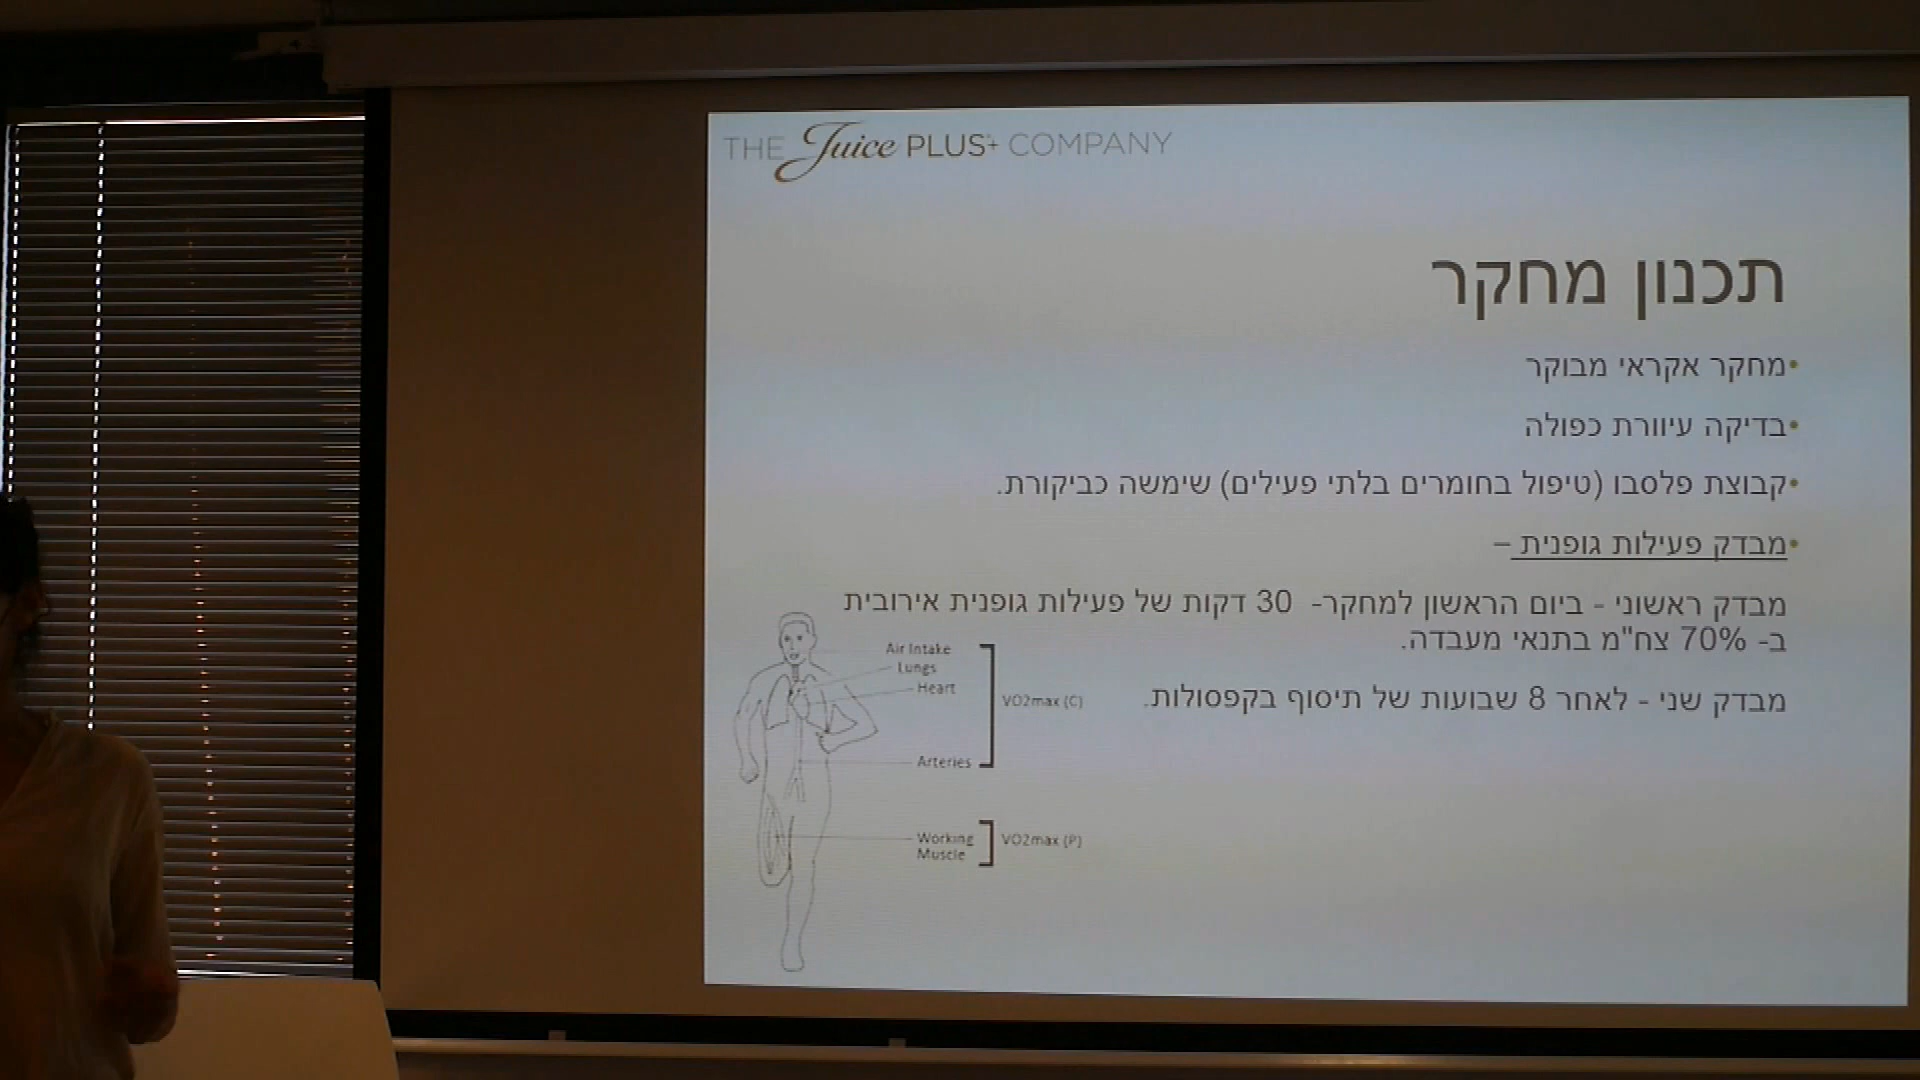 THE Juice PLUS+ COMPANY
תכנון מחקר
•מחקר אקראי מבוקר
•בדיקה עיוורת כפולה
•קבוצת פלסבו (טיפול בחומרים בלתי פעילים) שימשה כביקורת.
•מבדק פעילות גופנית –
מבדק ראשוני - ביום הראשון למחקר- 30 דקות של פעילות גופנית אירובית
ב- 70% צח"מ בתנאי מעבדה.
מבדק שני - לאחר 8 שבועות של תיסוף בקפסולות.
Air Intake
Lungs
Heart
VO2max (C)
Arteries
Working
Muscle
VO2max (P)